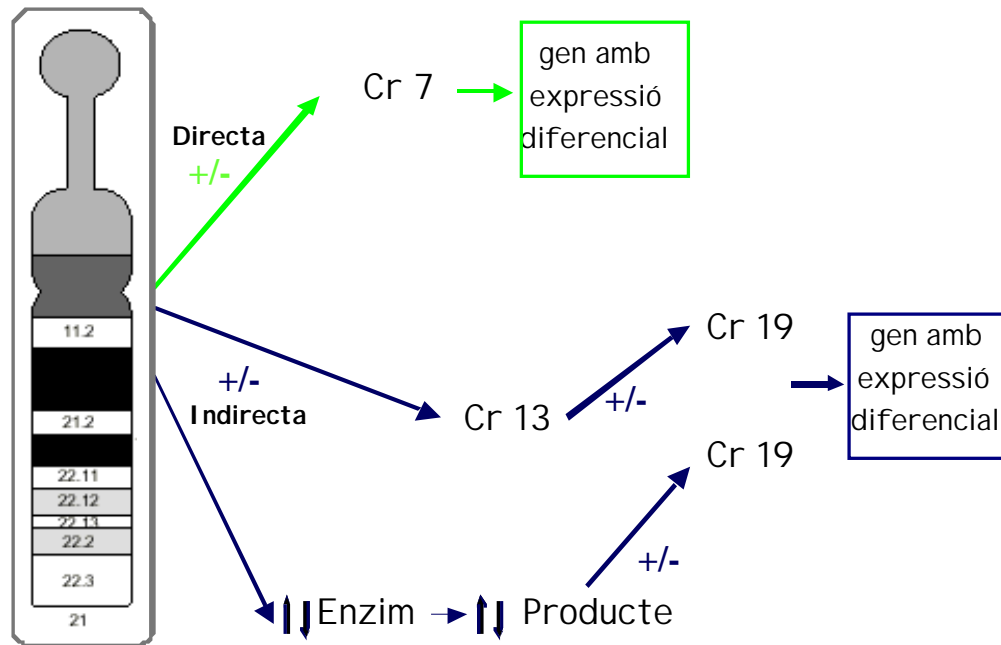 Cr 7
gen amb
expressió
diferencial
Directa
+/-
11.2
21.2
22.11
22.12
22.13
22.2
22.3
21
+/-
Indirecta
Cr 13
+/-
Cr 19
Cr 19
gen amb
expressió
diferencial
+/-
Enzim
Producte